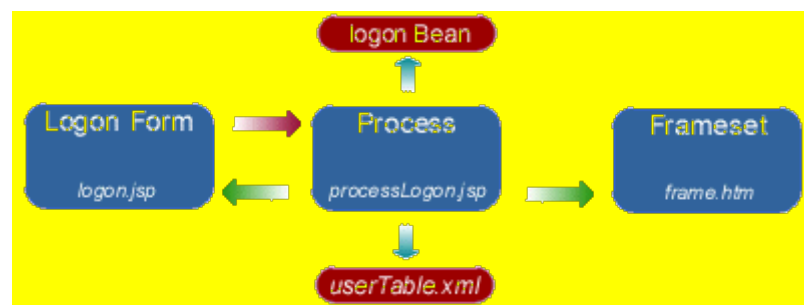 logon Bean
Logon Form
Process
Frameset
logon.jsp
processLogon.jsp
frame.htm
userTable.xml